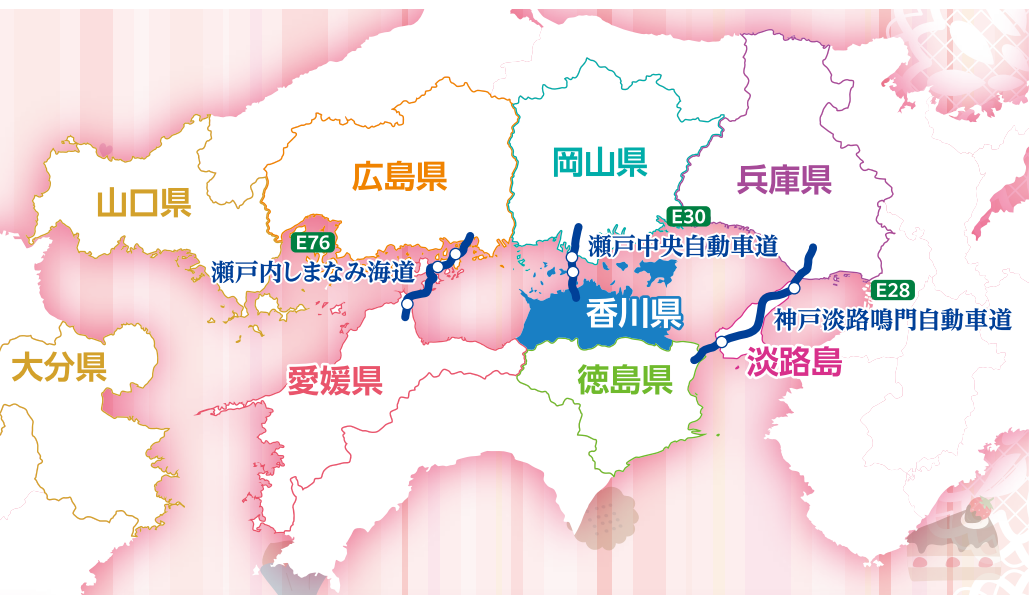 岡山県
広島県
兵庫県
山口県
E30
E76
瀬戸中央自動車道
瀬戸内しまなみ海道
E28
香川県
神戸淡路鳴門自動車道
大分県
淡路島
愛媛県
徳島県